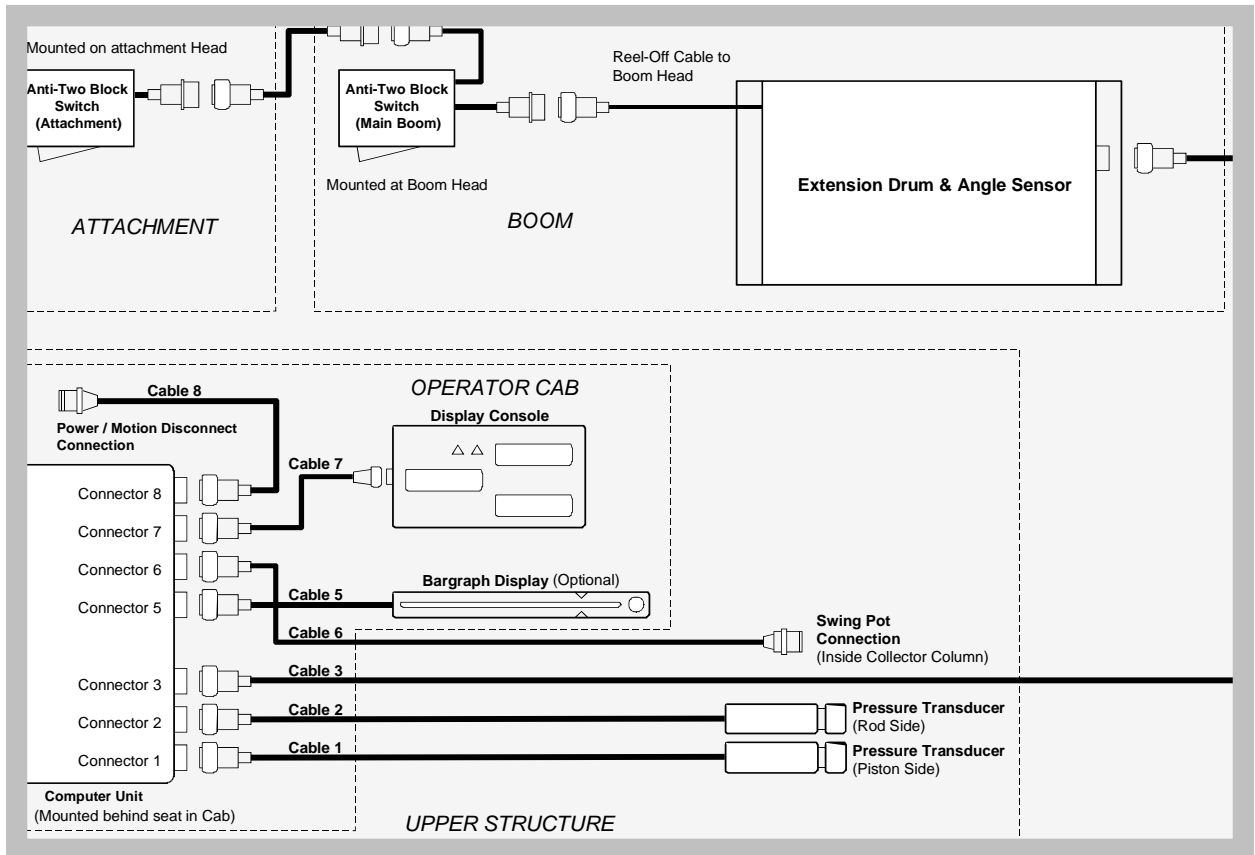 Mounted on attachment Head
Anti-Two Block
Switch
(Attachment)
ATTACHMENT
Anti-Two Block
Switch
(Main Boom)
Mounted at Boom Head
BOOM
Reel-Off Cable to
Boom Head
Extension Drum & Angle Sensor
OPERATOR CAB
Cable 8
Power / Motion Disconnect
Connection
Display Console
Cable 7
Connector 8
Connector 7
Connector 6
Connector 5
Connector 3
Connector 2
Connector 1
Bargraph Display (Optional)
Cable 5
Cable 6
Swing Pot
Connection
(Inside Collector Column)
Cable 3
Cable 2
Pressure Transducer
(Rod Side)
Cable 1
Pressure Transducer
(Piston Side)
Computer Unit
(Mounted behind seat in Cab)
UPPER STRUCTURE